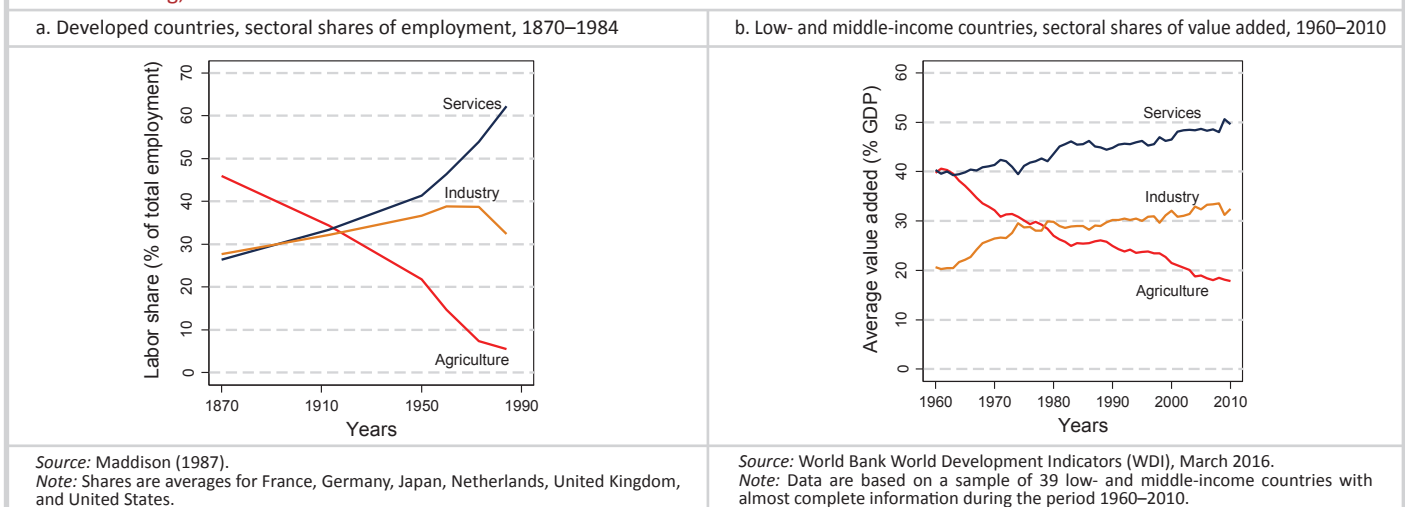 a. Developed countries, sectoral shares of employment, 1870–1984
b. Low- and middle-income countries, sectoral shares of value added, 1960–2010
Labor share (% of total employment)
70
60
50
40
30
20
10
0
Services
Industry
Agriculture
1870 1910 1950 1990
Years
Average value added (% GDP)
60
50
40
30
20
10
0
Services
Industry
Agriculture
1960 1970 1980 1990 2000 2010
Years
Source: Maddison (1987).
Note: Shares are averages for France, Germany, Japan, Netherlands, United Kingdom,
and United States.
Source: World Bank World Development Indicators (WDI), March 2016.
Note: Data are based on a sample of 39 low- and middle-income countries with
almost complete information during the period 1960–2010.